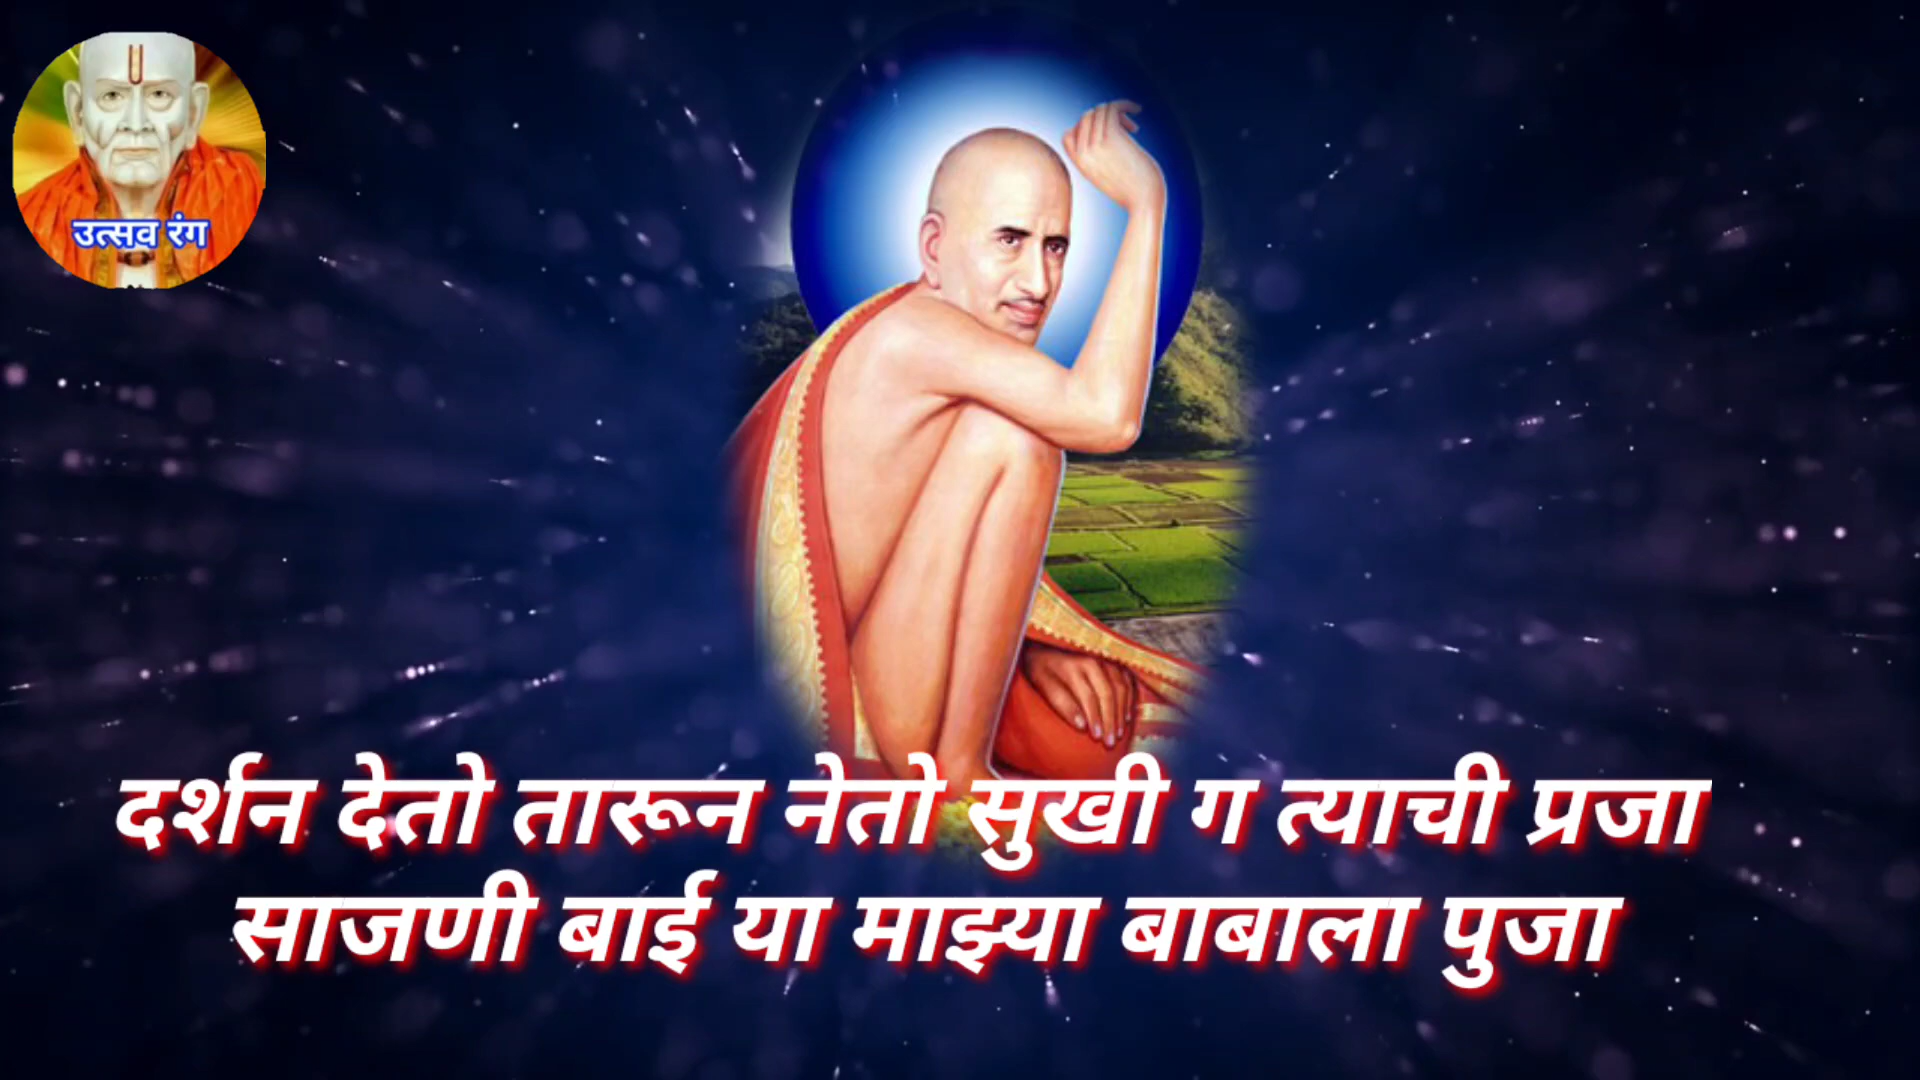 उत्सव रंग
दर्शन देतो तारून नेतो सुखी ग त्याची प्रजा
साजणी बाई या माझ्या बाबाला पुजा